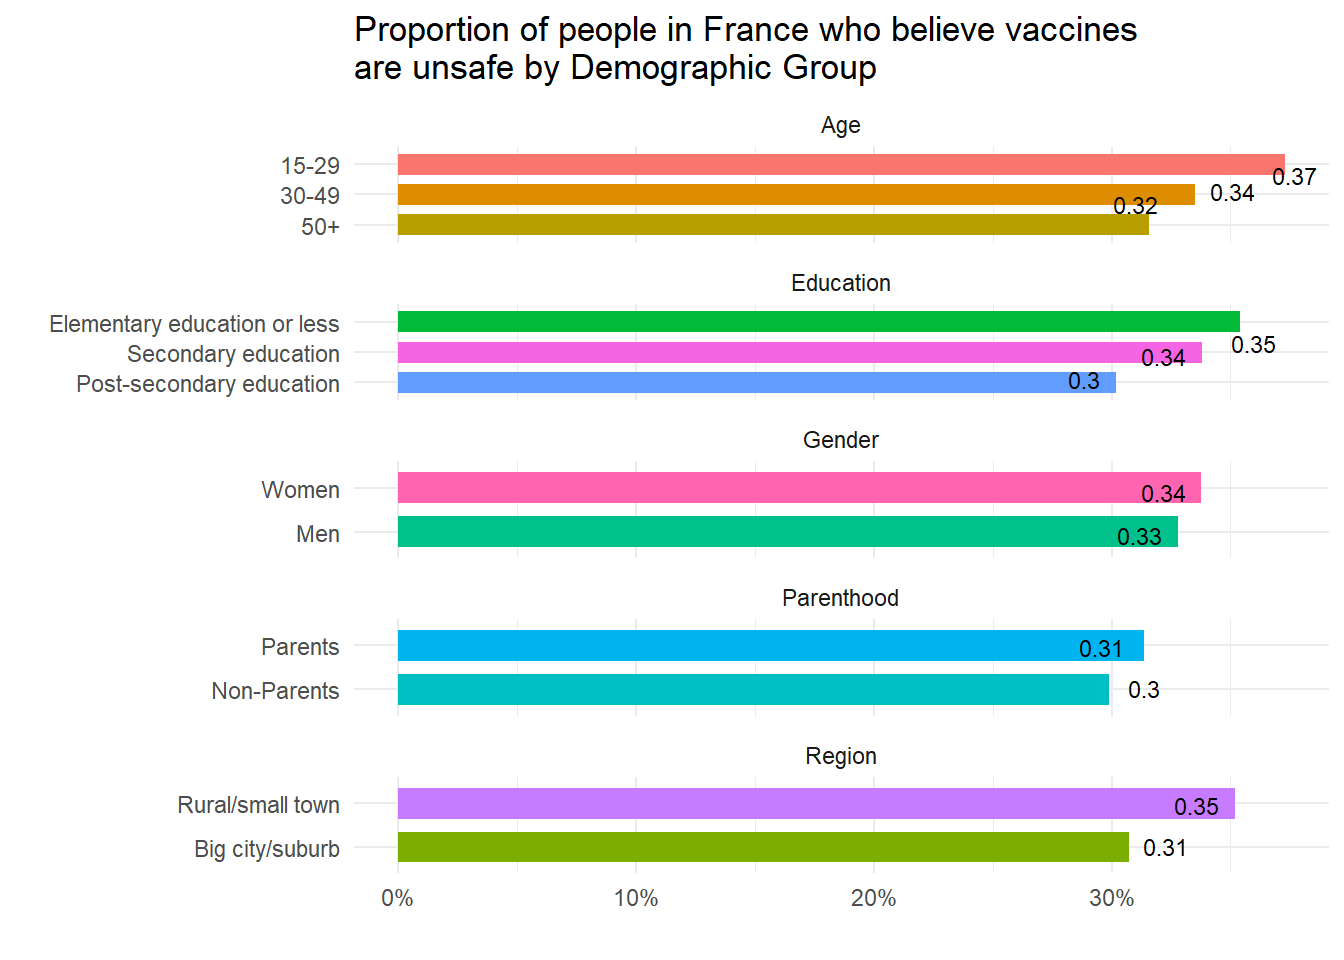 Proportion of people in France who believe vaccines
are unsafe by Demographic Group
Age
15-29
0.37
30-49
0.34
50+
0.32
Education
Elementary education or less
0.35
Secondary education
0.34
Post-secondary education
0.3
Gender
Women
0.34
Men
0.33
Parenthood
Parents
0.31
Non-Parents
0.3
Region
Rural/small town
0.35
Big city/suburb
0.31
0% 10% 20% 30%